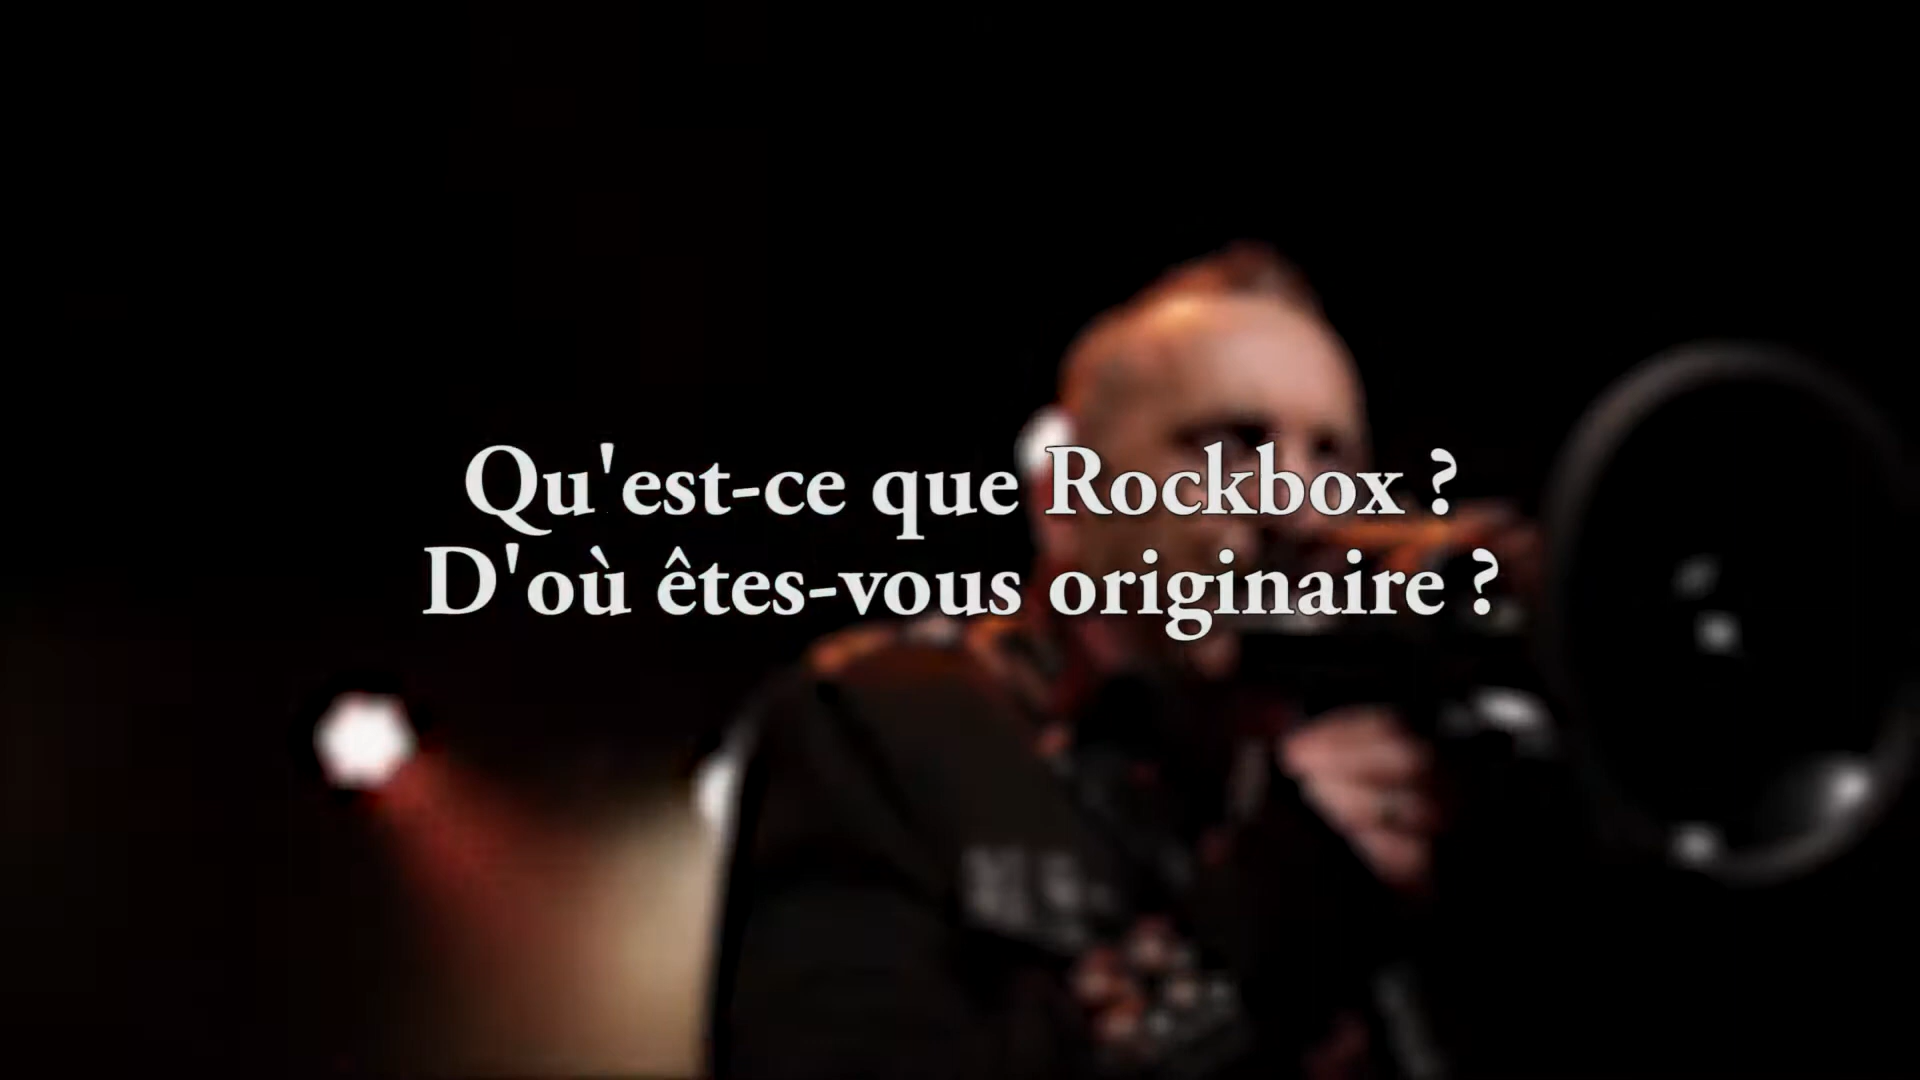 Qu'est-ce que Rockbox ?
D'où êtes-vous originaire ?